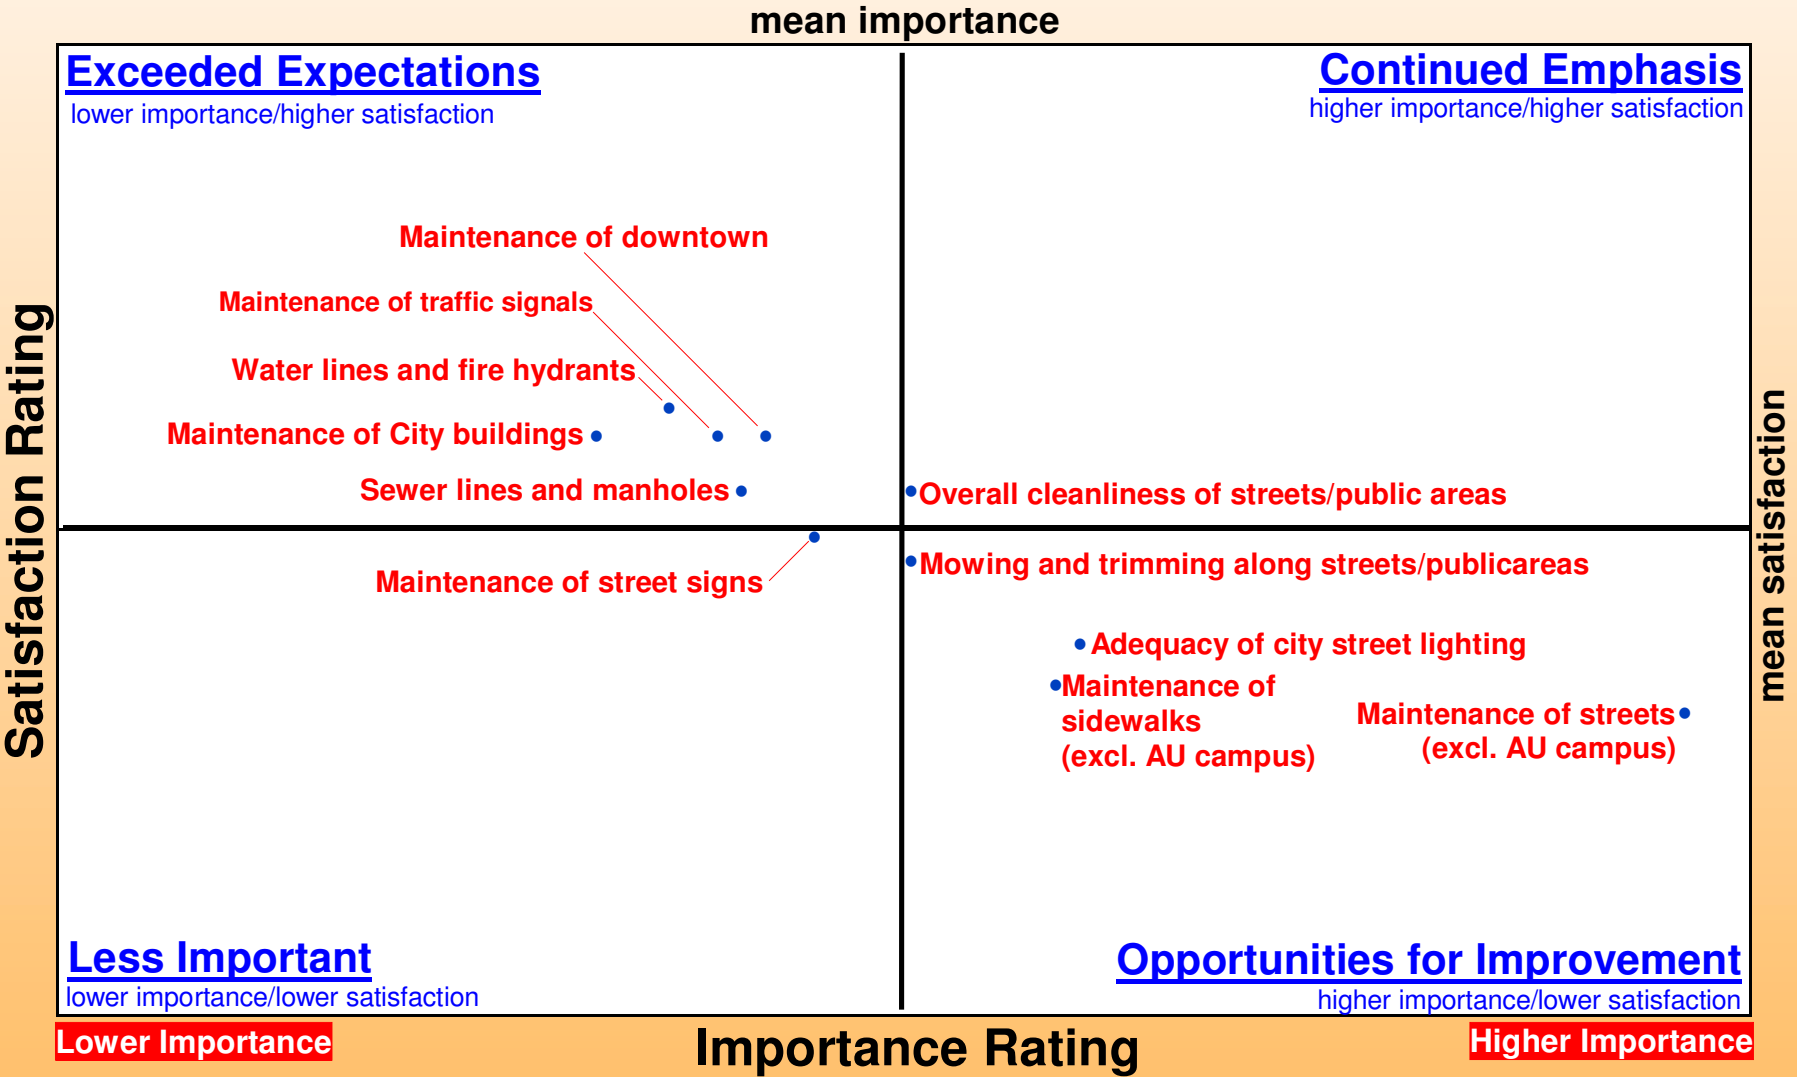 mean importance
Exceeded Expectations
lower importance/higher satisfaction
Continued Emphasis
higher importance/higher satisfaction
Maintenance of downtown
Maintenance of traffic signals
Water lines and fire hydrants
Maintenance of City buildings
Sewer lines and manholes
Overall cleanliness of streets/public areas
Maintenance of street signs
Mowing and trimming along streets/publicareas
Adequacy of city street lighting
Maintenance of
sidewalks
(excl. AU campus)
Maintenance of streets
(excl. AU campus)
Satisfaction Rating
mean satisfaction
Less Important
lower importance/lower satisfaction
Opportunities for Improvement
higher importance/lower satisfaction
Lower Importance
Importance Rating
Higher Importance